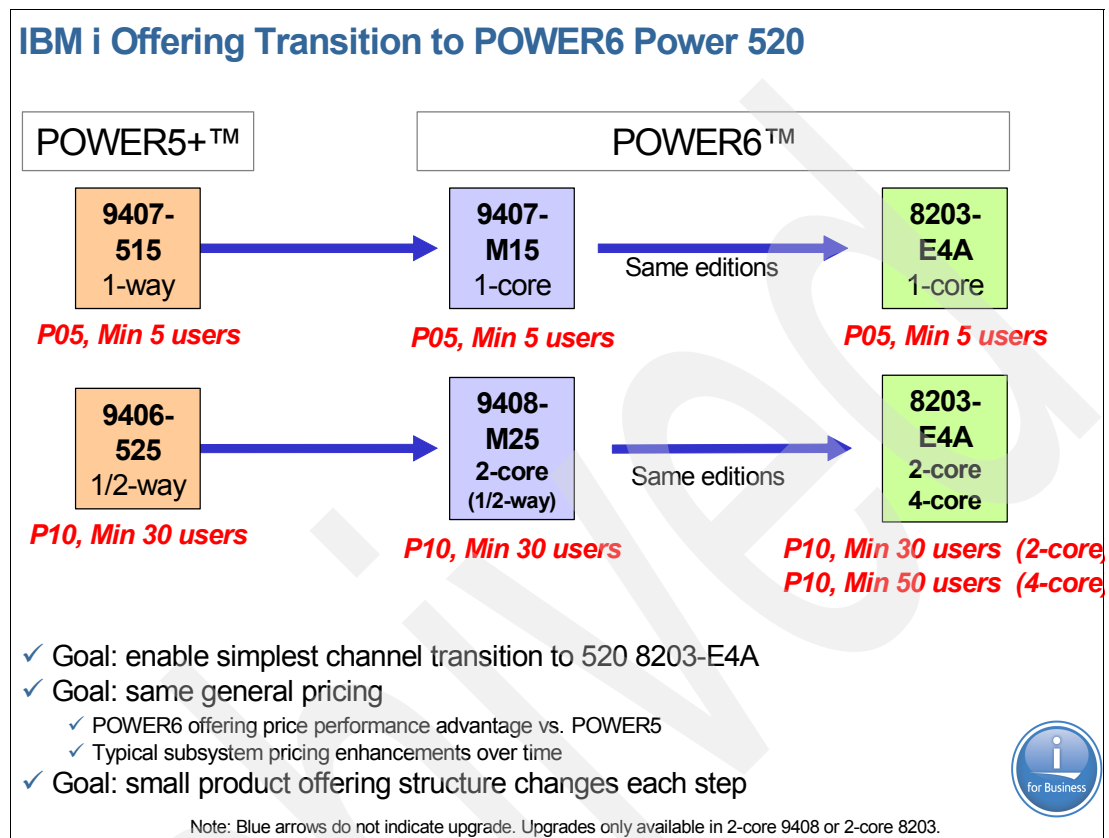 IBM i Offering Transition to POWER6 Power 520
POWER5+™
POWER6™
9407-
515
1-way
9407-
M15
1-core
Same editions
8203-
E4A
1-core
P05, Min 5 users
P05, Min 5 users
P05, Min 5 users
9406-
525
1/2-way
9408-
M25
2-core
(1/2-way)
Same editions
8203-
E4A
2-core
4-core
P10, Min 30 users
P10, Min 30 users
P10, Min 30 users (2-core)
P10, Min 50 users (4-core)
✓ Goal: enable simplest channel transition to 520 8203-E4A
✓ Goal: same general pricing
✓ POWER6 offering price performance advantage vs. POWER5
✓ Typical subsystem pricing enhancements over time
✓ Goal: small product offering structure changes each step
i
for Business
Note: Blue arrows do not indicate upgrade. Upgrades only available in 2-core 9408 or 2-core 8203.